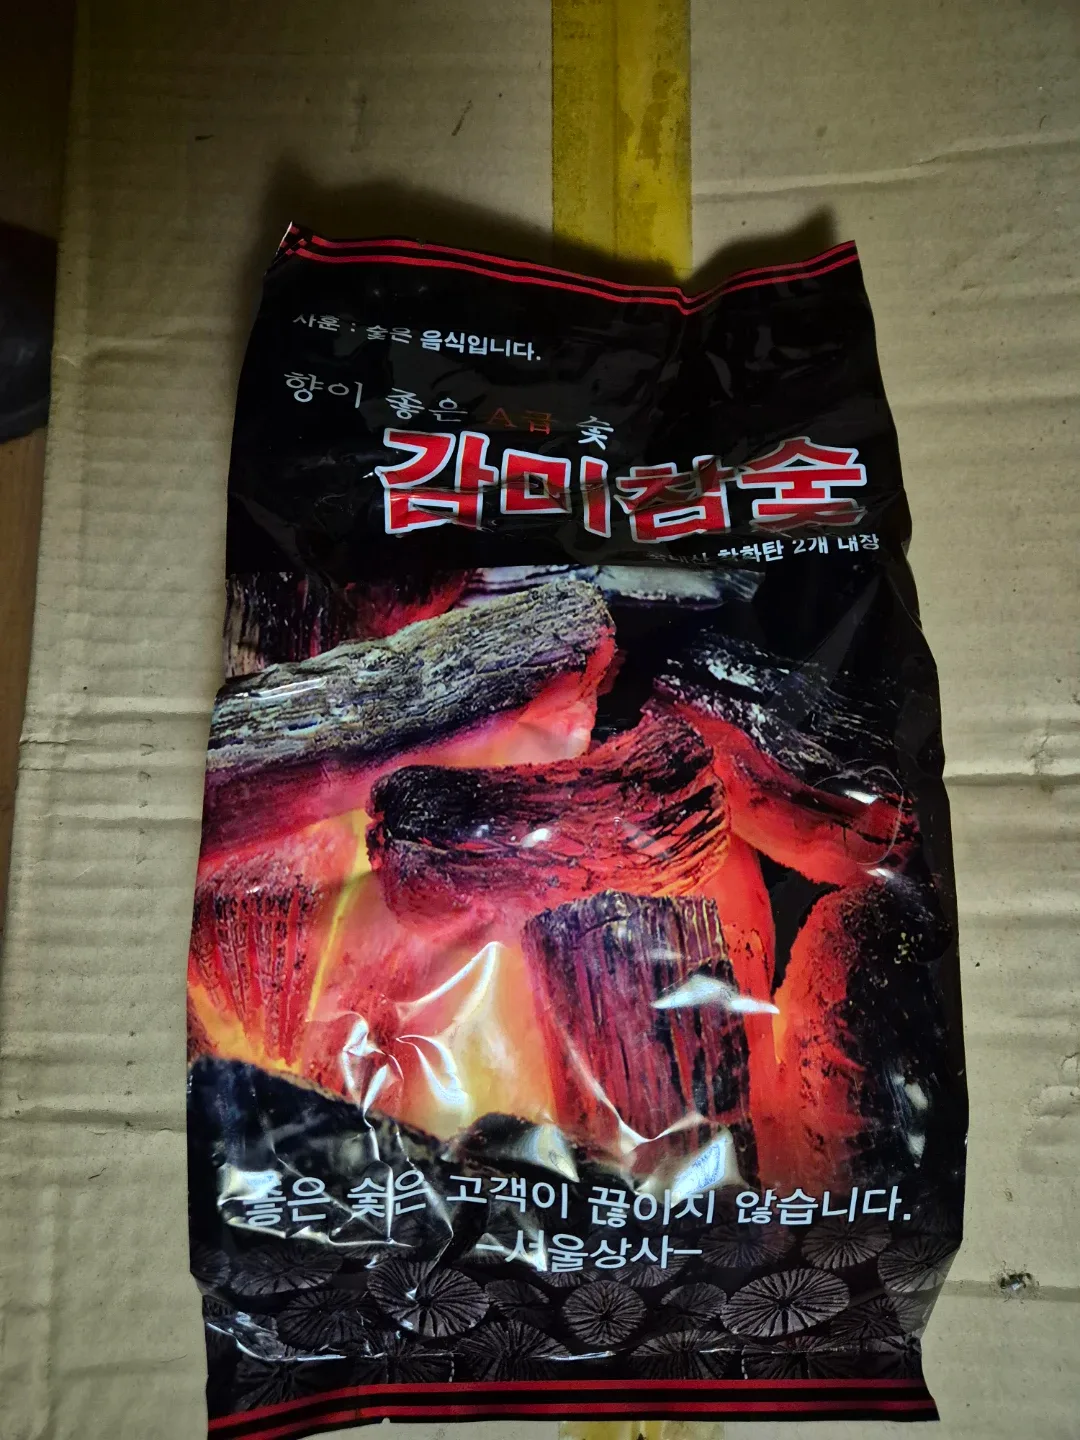 사훈 : 숯은 음식입니다.
향이 좋은 A급 숯
감미참숯
착화탄 2개 내장
좋은 숯은 고객이 끊이지 않습니다.
-서울상사-